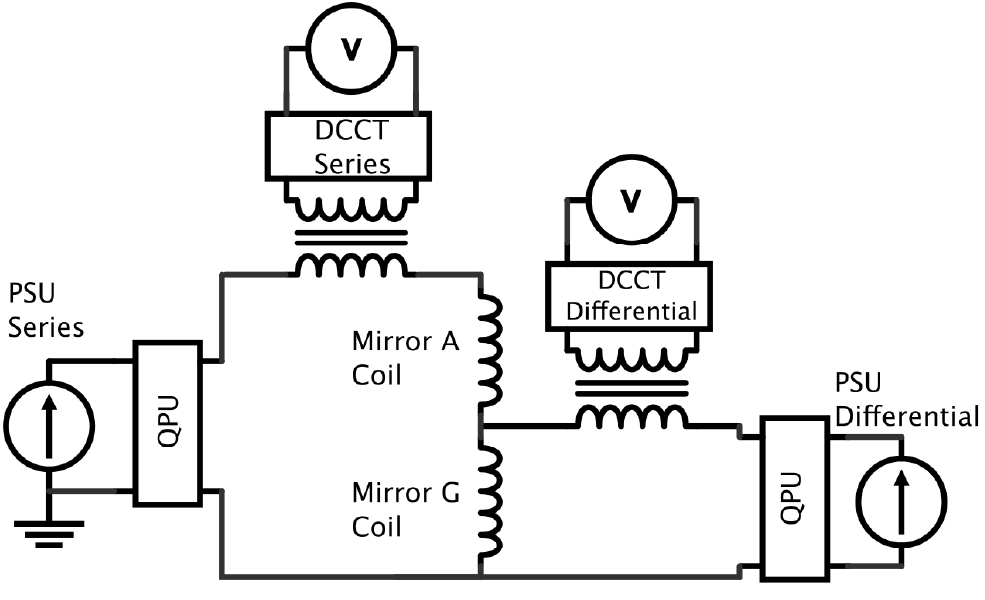 V
DCCT
Series
V
DCCT
Differential
PSU
Series
QPU
Mirror A
Coil
Mirror G
Coil
PSU
Differential
QPU